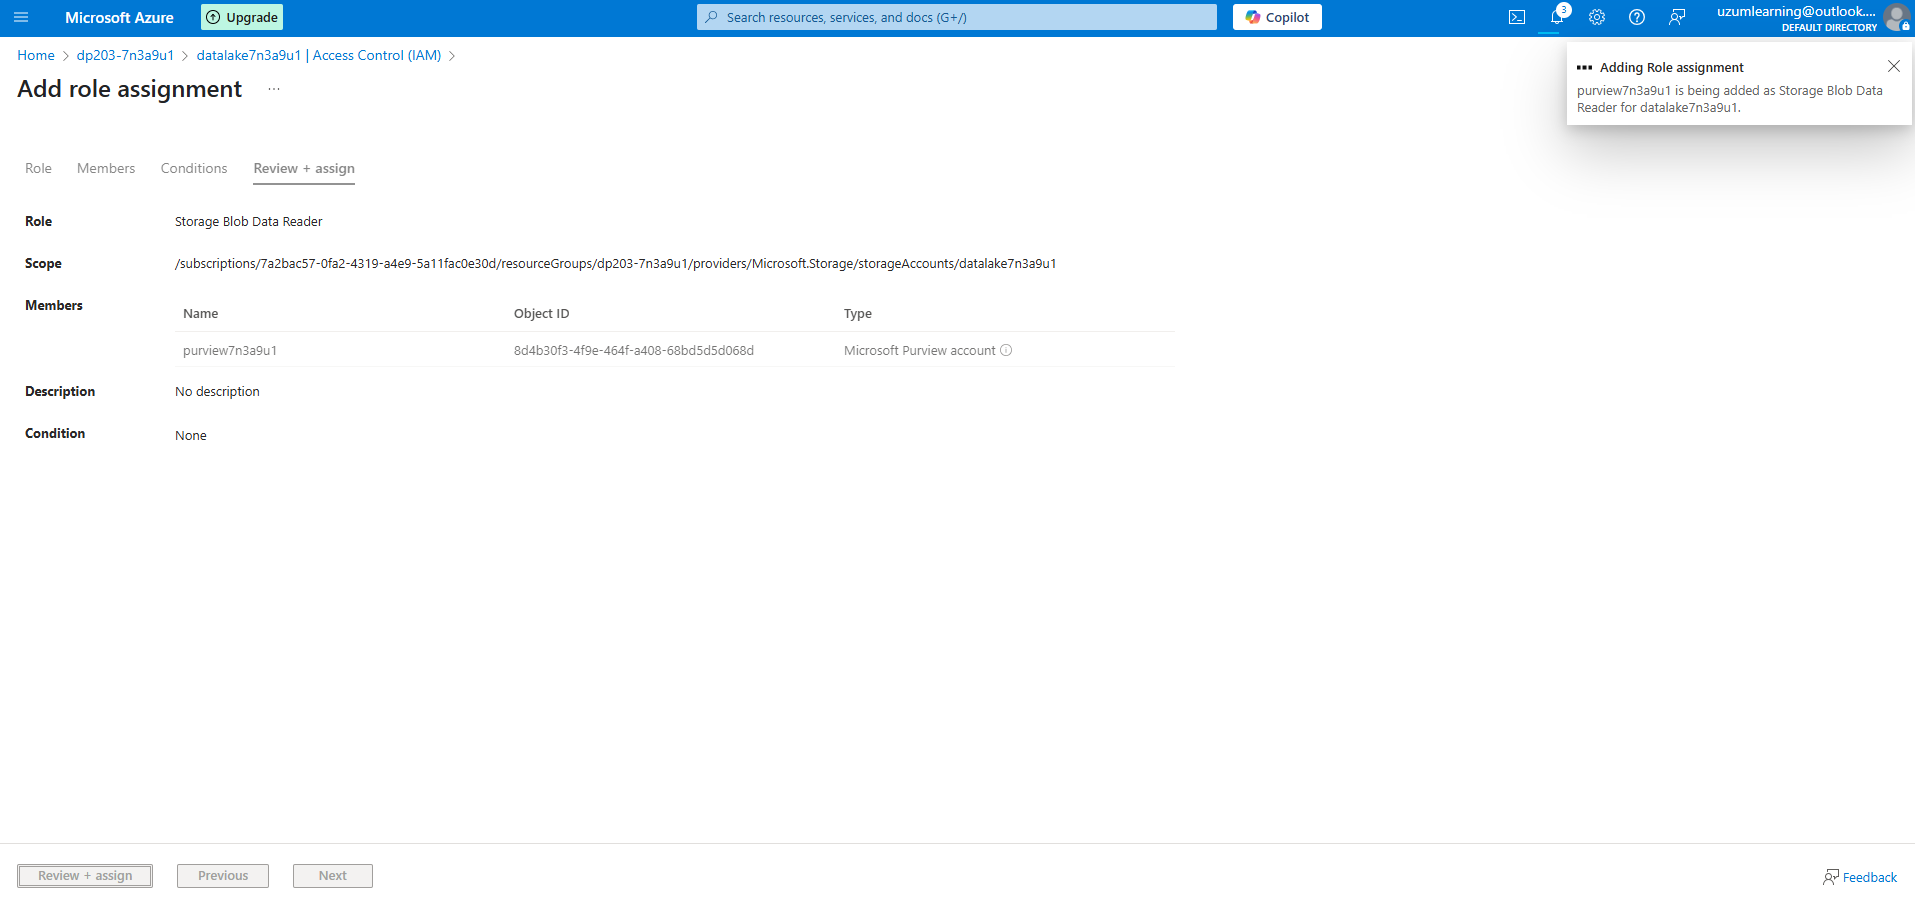 Microsoft Azure
Upgrade
Search resources, services, and docs (G+/)
Copilot
3
uzumlearning@outlook....
DEFAULT DIRECTORY
Home > dp203-7n3a9u1 > datalake7n3a9u1 | Access Control (IAM) >
Add role assignment ...
Adding Role assignment
purview7n3a9u1 is being added as Storage Blob Data
Reader for datalake7n3a9u1.
Role Members Conditions Review + assign
Role Storage Blob Data Reader
Scope /subscriptions/7a2bac57-0fa2-4319-a4e9-5a11fac0e30d/resourceGroups/dp203-7n3a9u1/providers/Microsoft.Storage/storageAccounts/datalake7n3a9u1
Members
Name Object ID Type
purview7n3a9u1 8d4b30f3-4f9e-464f-a408-68bd5d5d068d Microsoft Purview account
Description No description
Condition None
Review + assign Previous Next
Feedback